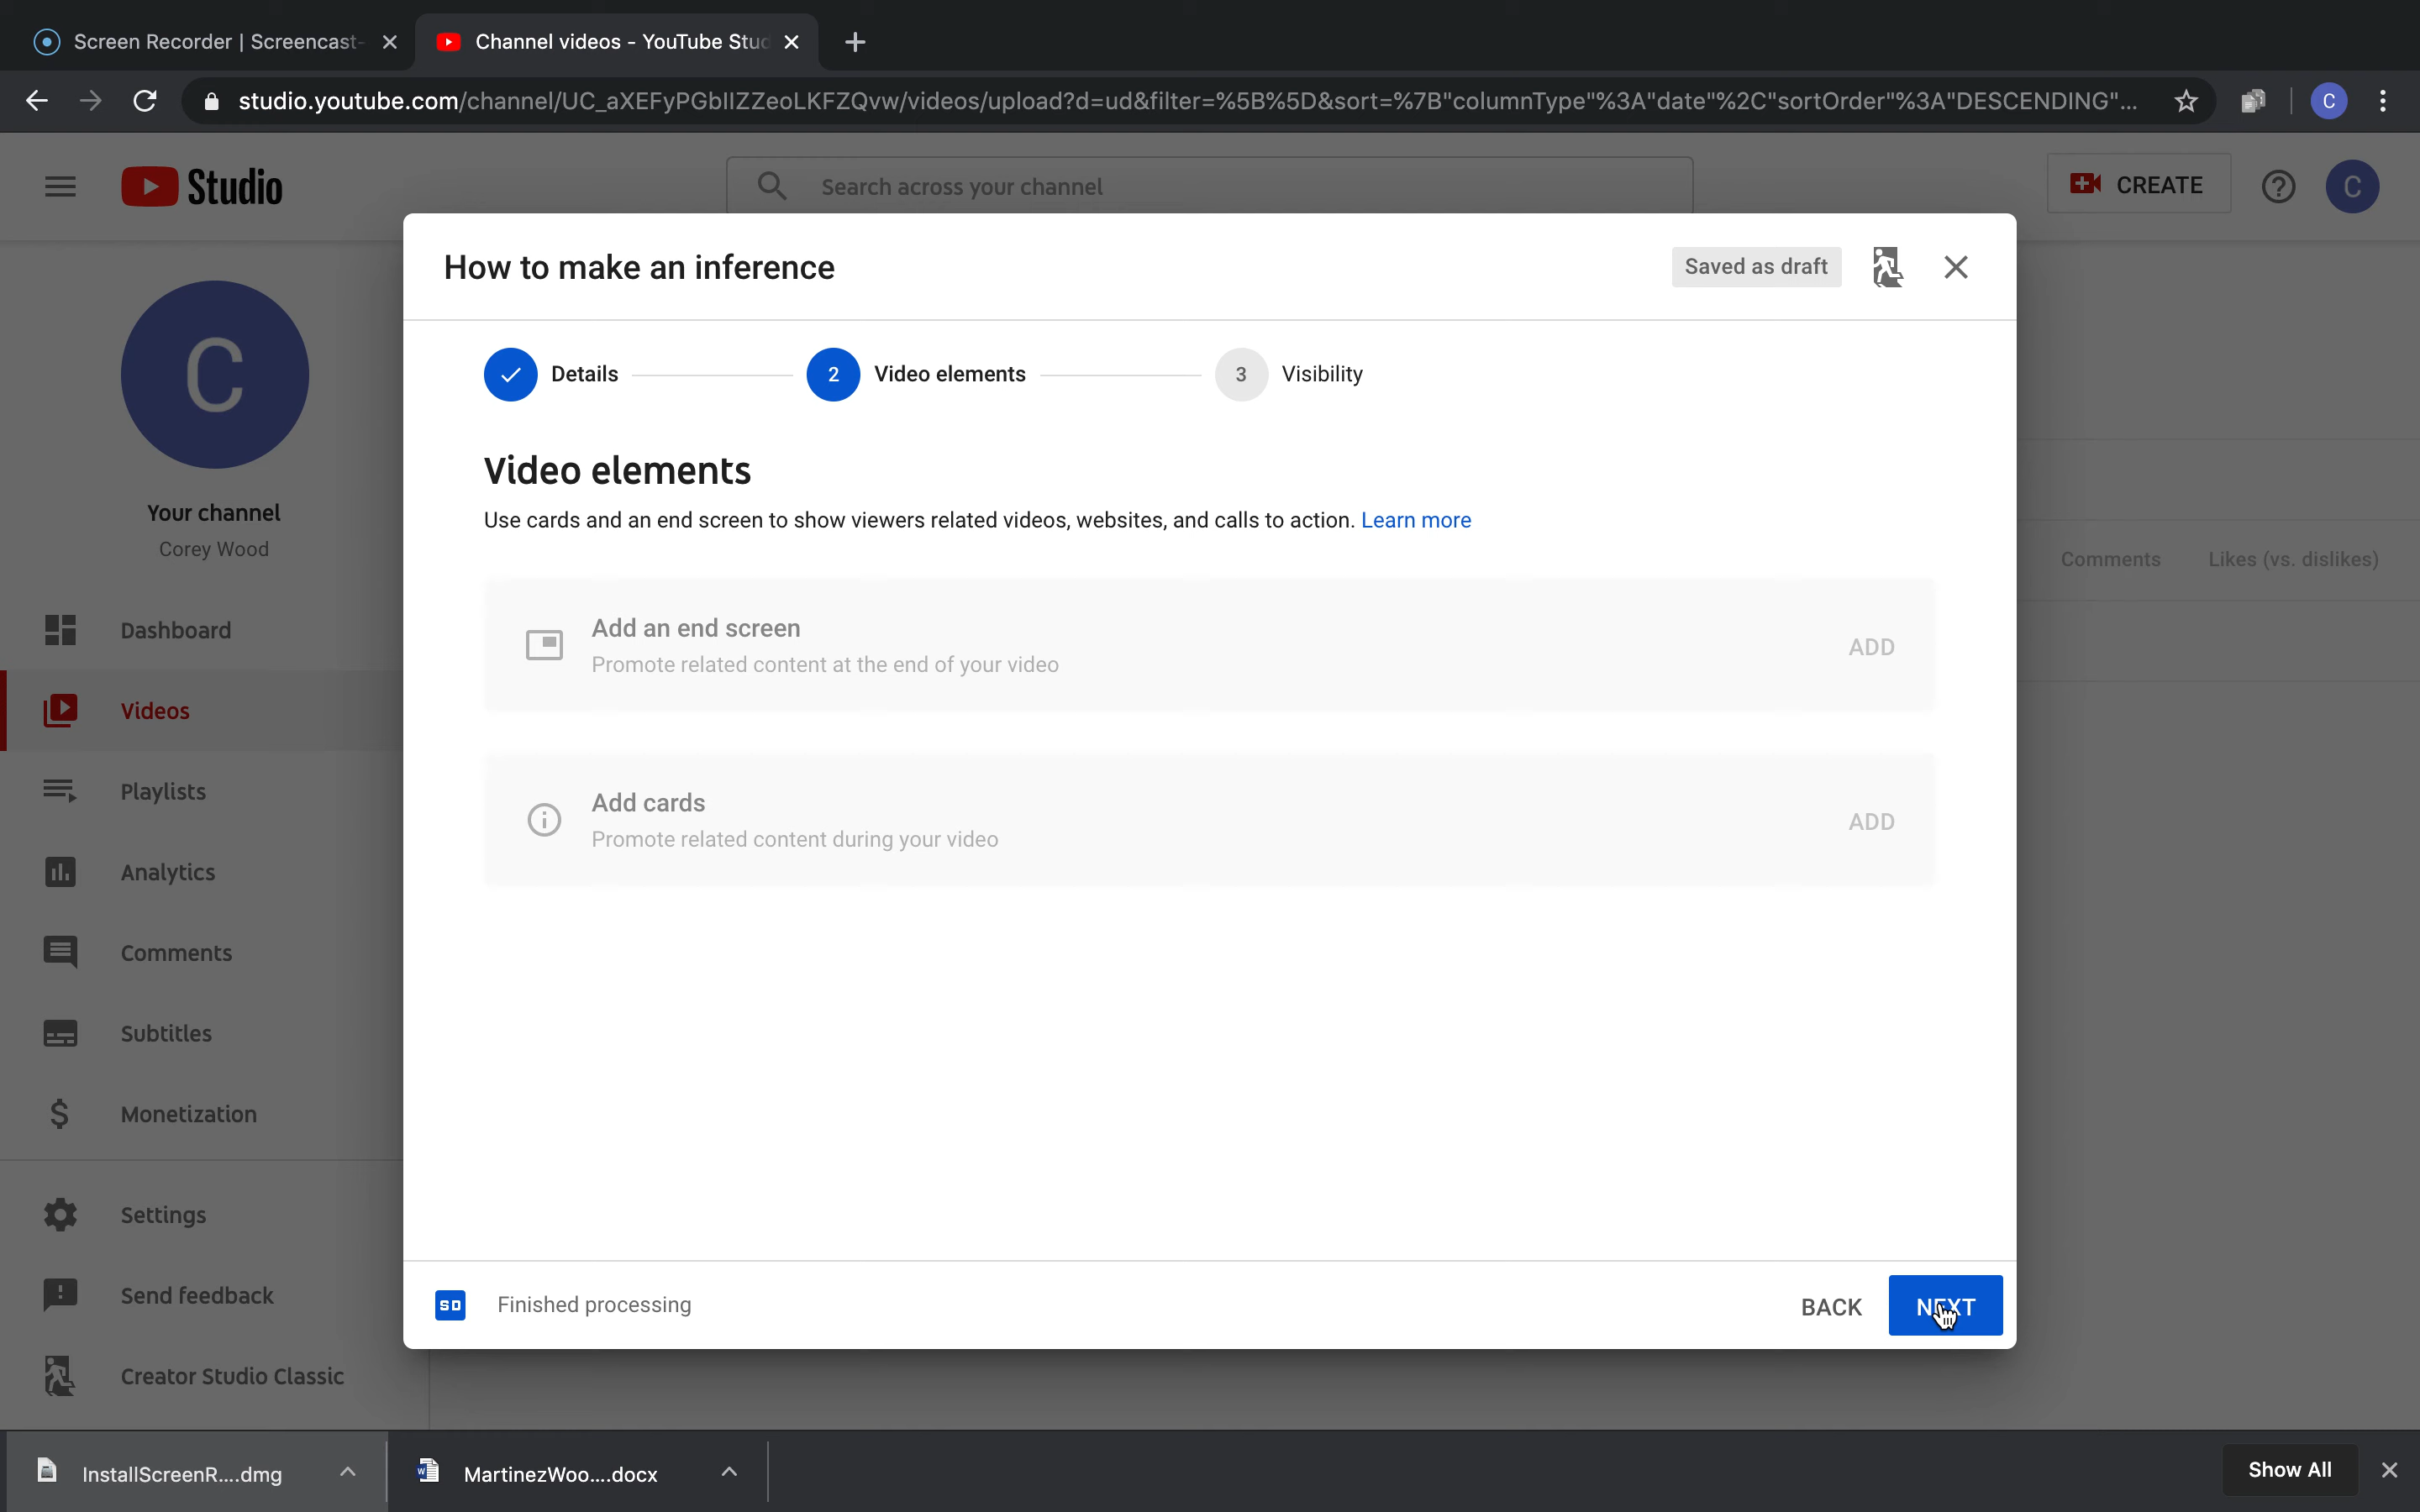 Screen Recorder | Screencast-
Channel videos - YouTube Stud
studio.youtube.com/channel/UC_aXEFyPGbIIZZeoLKFZQvw/videos/upload?d=ud&filter=%5B%5D&sort=%7B"columnType"%3A"date"%2C"sortOrder"%3A"DESCENDING"...
C
Studio
Search across your channel
CREATE
C
How to make an inference
Saved as draft
Details
2
Video elements
3
Visibility
C
Your channel
Corey Wood
Dashboard
Videos
Playlists
Analytics
Comments
Subtitles
Monetization
Settings
Send feedback
Creator Studio Classic
Video elements
Use cards and an end screen to show viewers related videos, websites, and calls to action. Learn more
Add an end screen
Promote related content at the end of your video
ADD
Add cards
Promote related content during your video
ADD
Comments
Likes (vs. dislikes)
SD
Finished processing
BACK
NEXT
InstallScreenR....dmg
MartinezWoo....docx
Show All